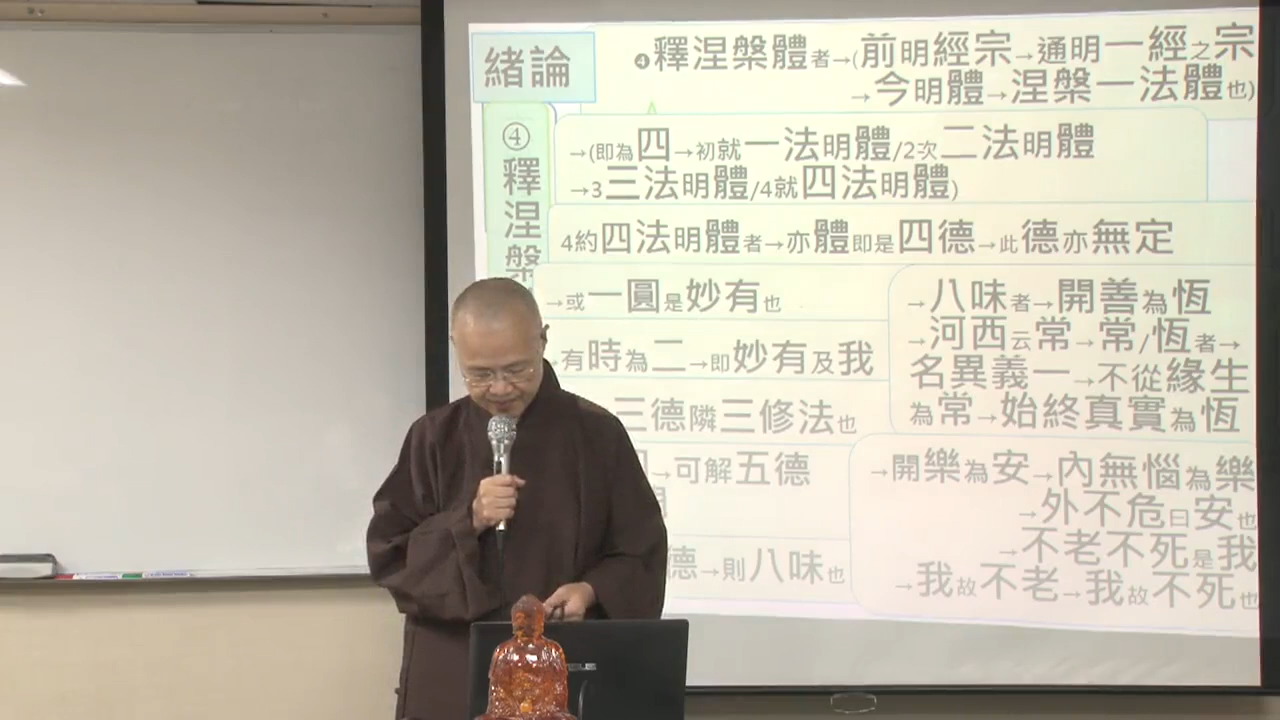 緒論
❹釋涅槃體者→(前明經宗→通明一經之宗
→今明體→涅槃一法體也)
④釋涅槃
→(即為四→初就一法明體/2次二法明體
→3三法明體/4就四法明體)
4約四法明體者→亦體即是四德→此德亦無定
→或一圓是妙有也
有時為二→即妙有及我
三德隣三修法也
→可解五德
德→則八味也
→八味者→開善為恆
→河西云常→常/恆者→
名異義一→不從緣生
為常→始終真實為恆
→開樂為安→內無惱為樂
→外不危曰安也
→不老不死是我
→我故不老→我故不死也